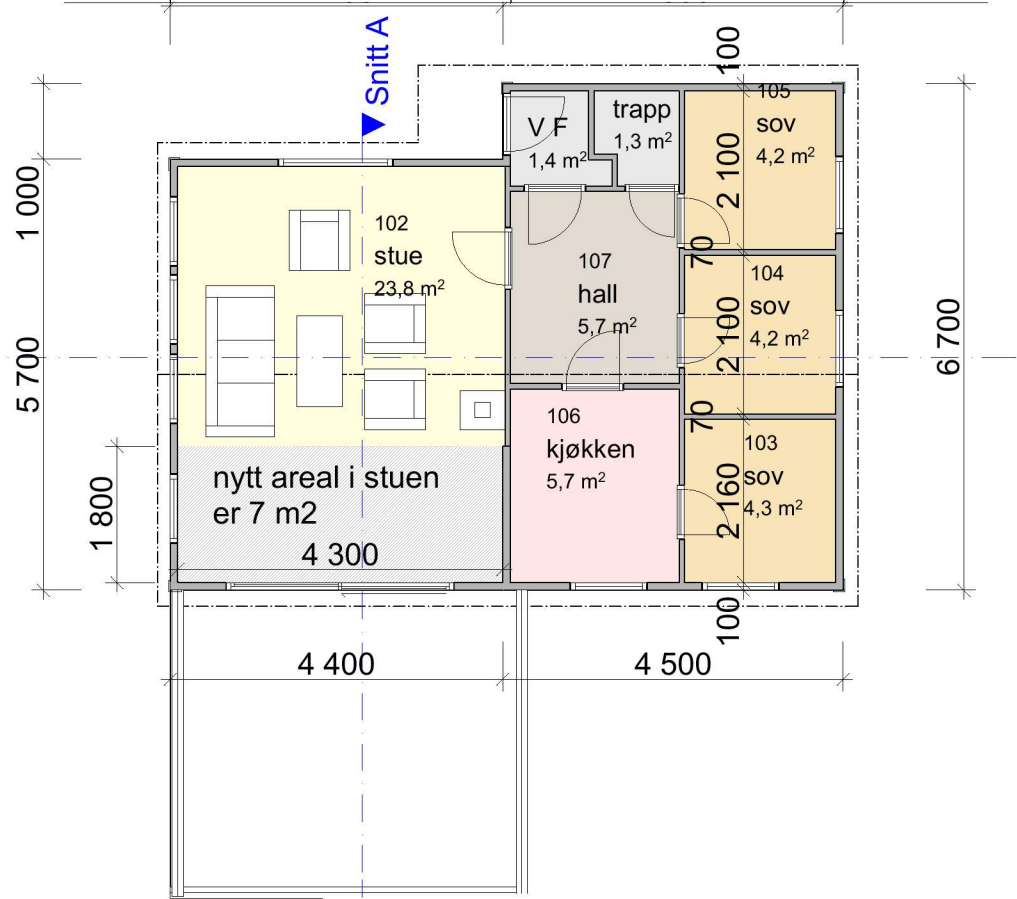 Snitt A
100
V F
1,4 m²
trapp
1,3 m²
105
sov
4,2 m²
1 000
2 100
102
stue
23,8 m²
107
hall
5,7 m²
70
104
sov
4,2 m²
2 100
5 700
6 700
70
106
kjøkken
5,7 m²
103
sov
4,3 m²
2 160
nytt areal i stuen
er 7 m2
1 800
4 300
100
4 400
4 500